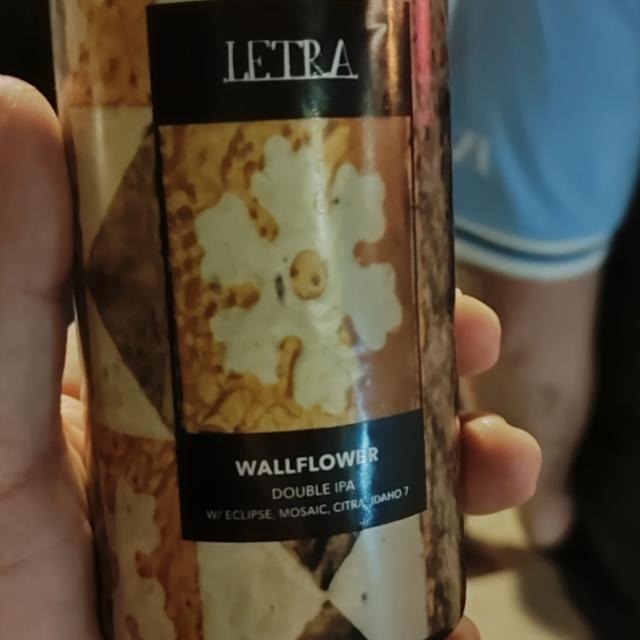 LETRA
WALLFLOWER
DOUBLE IPA
W/ ECLIPSE, MOSAIC, CITRA, IDAHO 7